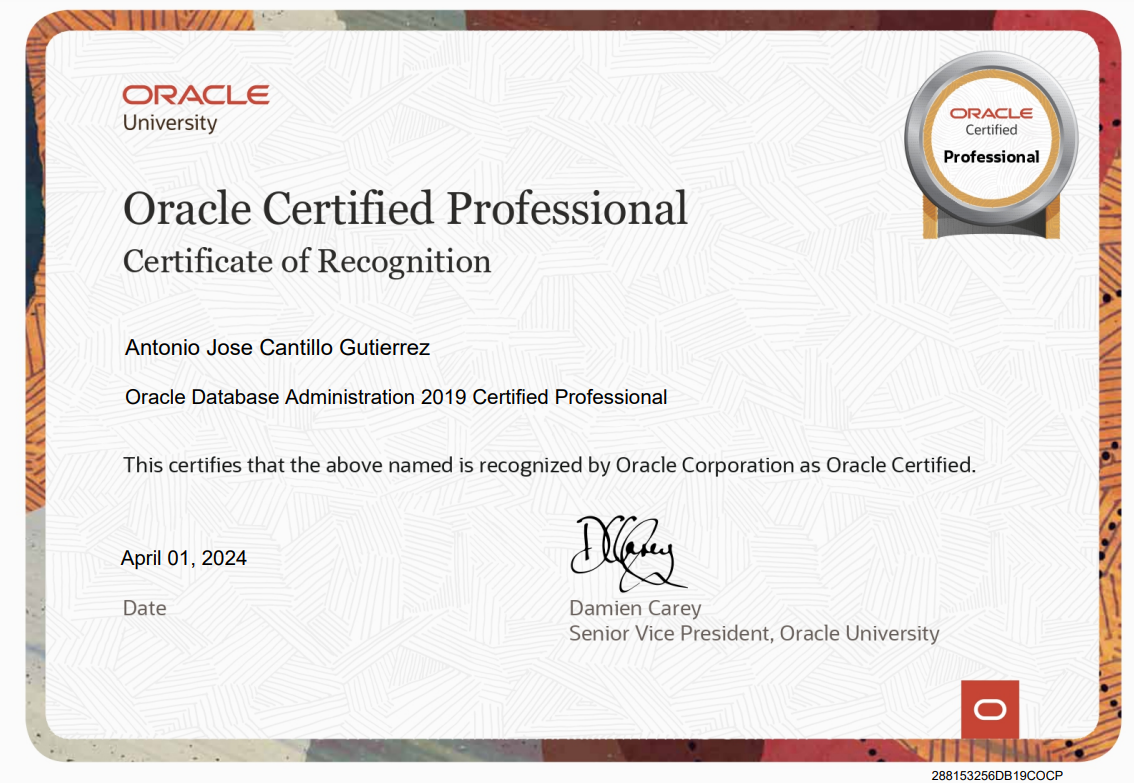 ORACLE
University
ORACLE
Certified
Professional
Oracle Certified Professional
Certificate of Recognition
Antonio Jose Cantillo Gutierrez
Oracle Database Administration 2019 Certified Professional
This certifies that the above named is recognized by Oracle Corporation as Oracle Certified.
April 01, 2024
Date
DCarey
Damien Carey
Senior Vice President, Oracle University
288153256DB19COCP